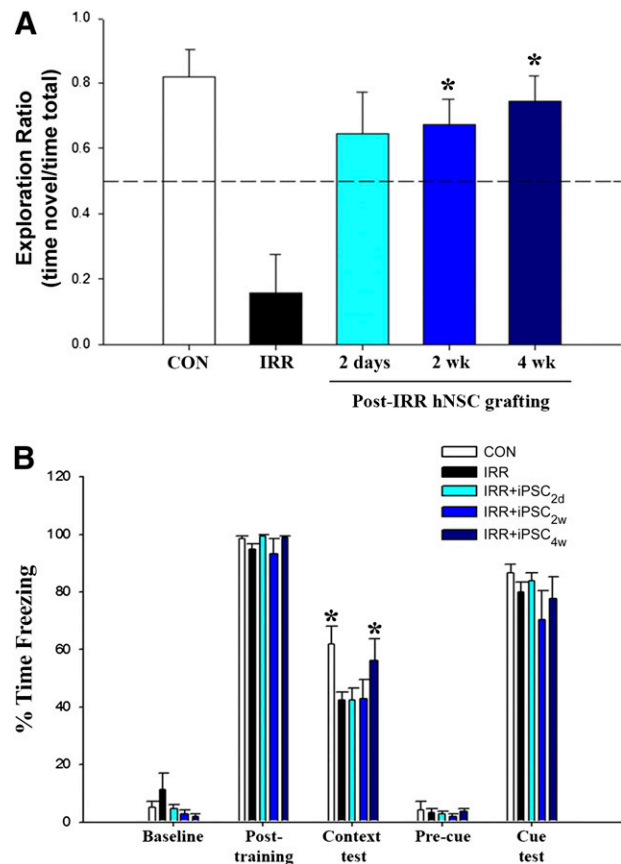 A
Exploration Ratio
(time novel/time total)
1.0
0.8
0.6
0.4
0.2
0.0
*
*
CON
IRR
2 days
2 wk
4 wk
Post-IRR hNSC grafting
B
% Time Freezing
120
100
80
60
40
20
0
CON
IRR
IRR+iPSC2d
IRR+iPSC2w
IRR+iPSC4w
*
*
Baseline
Post-
training
Context
test
Pre-cue
Cue
test